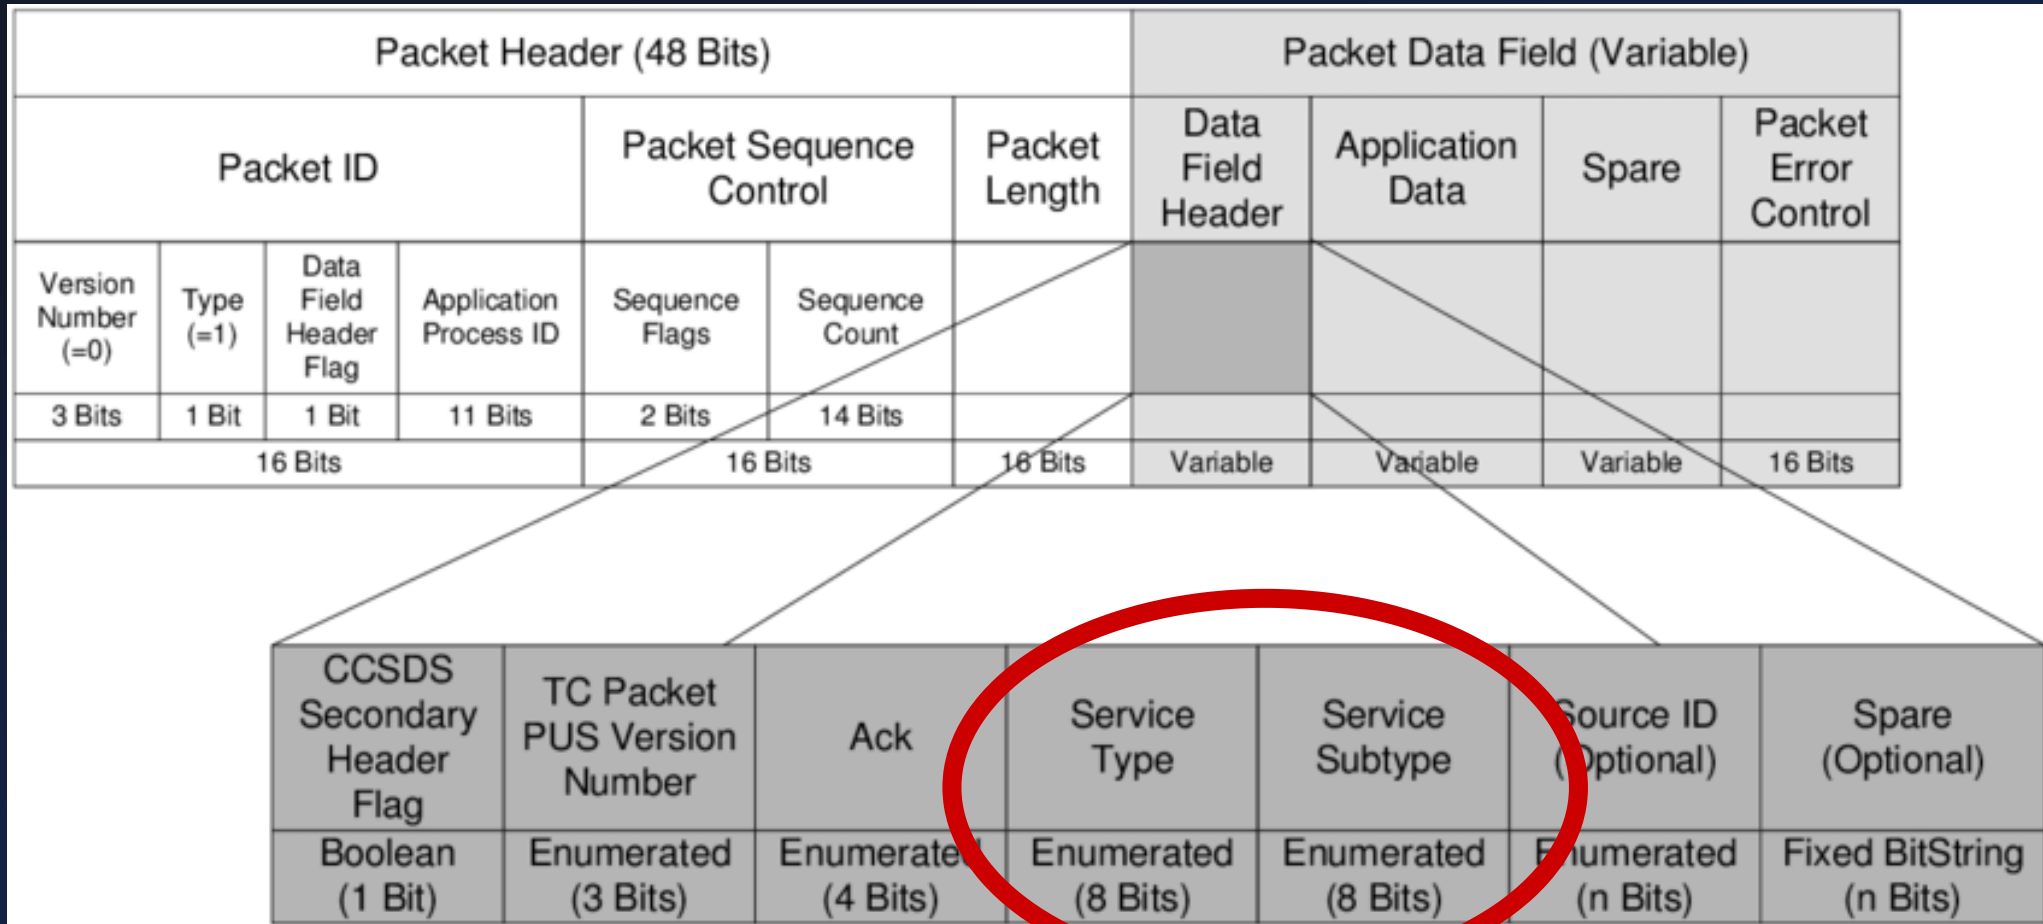 Packet Header (48 Bits)
Packet Data Field (Variable)
Packet ID
Packet Sequence
Control
Packet
Length
Data
Field
Header
Application
Data
Spare
Packet
Error
Control
Version
Number
(=0)
Type
(=1)
Data
Field
Header
Flag
Application
Process ID
Sequence
Flags
Sequence
Count
3 Bits
1 Bit
1 Bit
11 Bits
2 Bits
14 Bits
16 Bits
16 Bits
16 Bits
Variable
Variable
Variable
16 Bits
CCSDS
Secondary
Header
Flag
TC Packet
PUS Version
Number
Ack
Service
Type
Service
Subtype
Source ID
(Optional)
Spare
(Optional)
Boolean
(1 Bit)
Enumerated
(3 Bits)
Enumerated
(4 Bits)
Enumerated
(8 Bits)
Enumerated
(8 Bits)
Enumerated
(n Bits)
Fixed BitString
(n Bits)